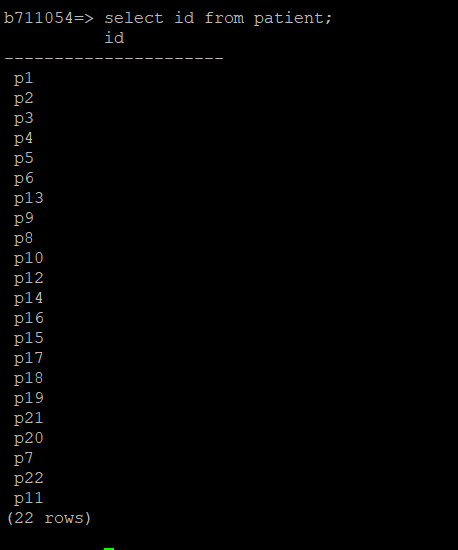 b711054=> select id from patient;
id
----------------------
p1
p2
p3
p4
p5
p6
p13
p9
p8
p10
p12
p14
p16
p15
p17
p18
p19
p21
p20
p7
p22
p11
(22 rows)